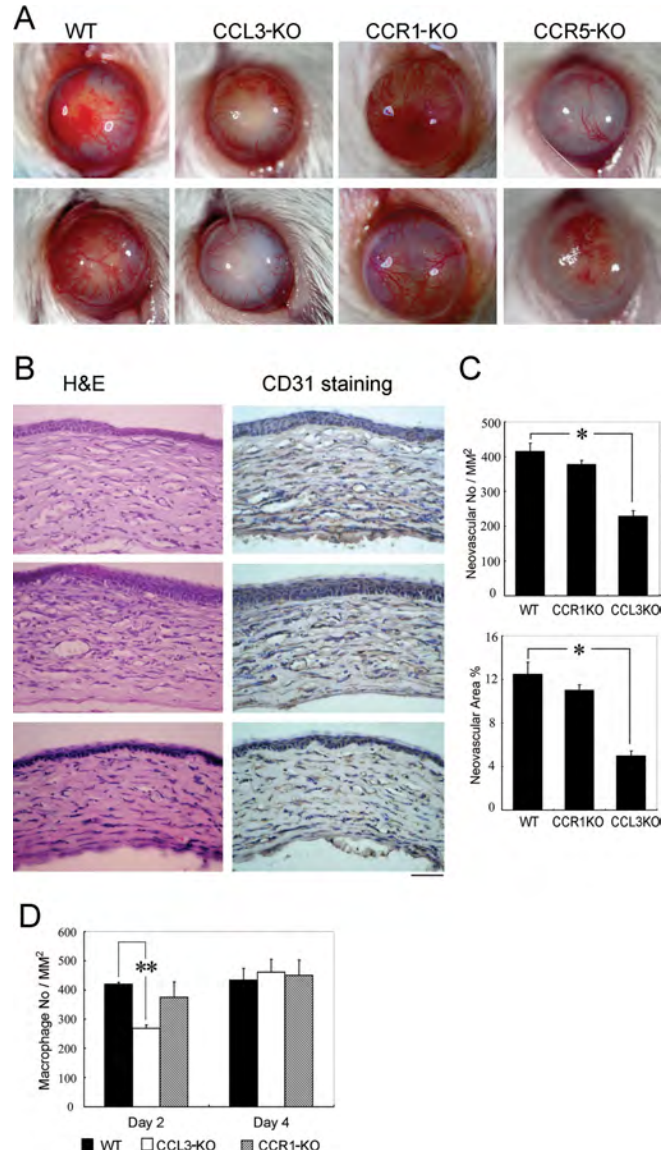 A
WT CCL3-KO CCR1-KO CCR5-KO
B
H&E CD31 staining
C
Neovascular No / MM²
500
400
300
200
0
*
WT CCR1KO CCL3KO
Neovascular Area %
16
12
8
4
0
*
WT CCR1KO CCL3KO
D
Macrophage No / MM²
600
500
400
300
200
100
0
**
Day 2 Day 4
WT CCL3-KO CCR1-KO